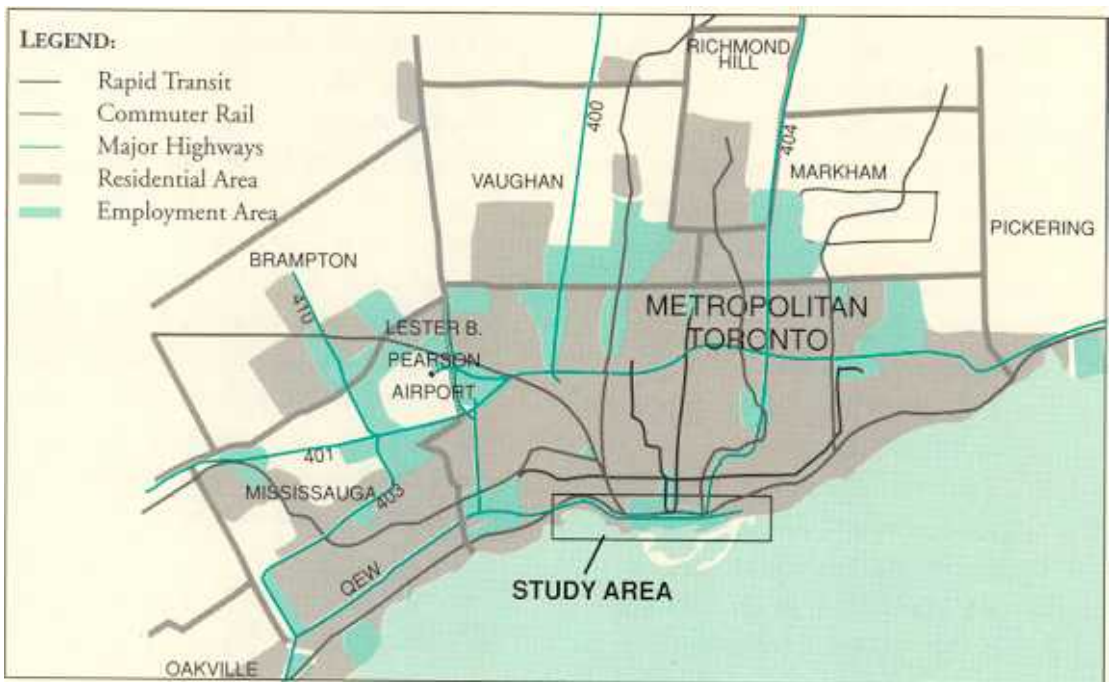 LEGEND:
Rapid Transit
Commuter Rail
Major Highways
Residential Area
Employment Area
RICHMOND
HILL
400
404
VAUGHAN
MARKHAM
PICKERING
BRAMPTON
410
LESTER B.
PEARSON
AIRPORT
METROPOLITAN
TORONTO
401
MISSISSAUGA
403
QEW
STUDY AREA
OAKVILLE